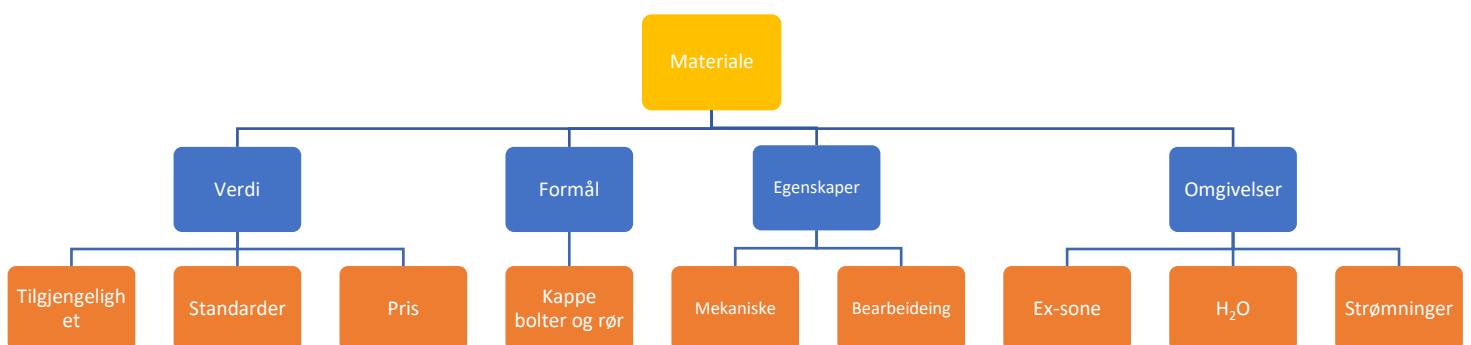 Materiale
Verdi
Formål
Egenskaper
Omgivelser
Tilgjengeligh
et
Standarder
Pris
Kappe
bolter og rør
Mekaniske
Bearbeideing
Ex-sone
H₂O
Strømninger